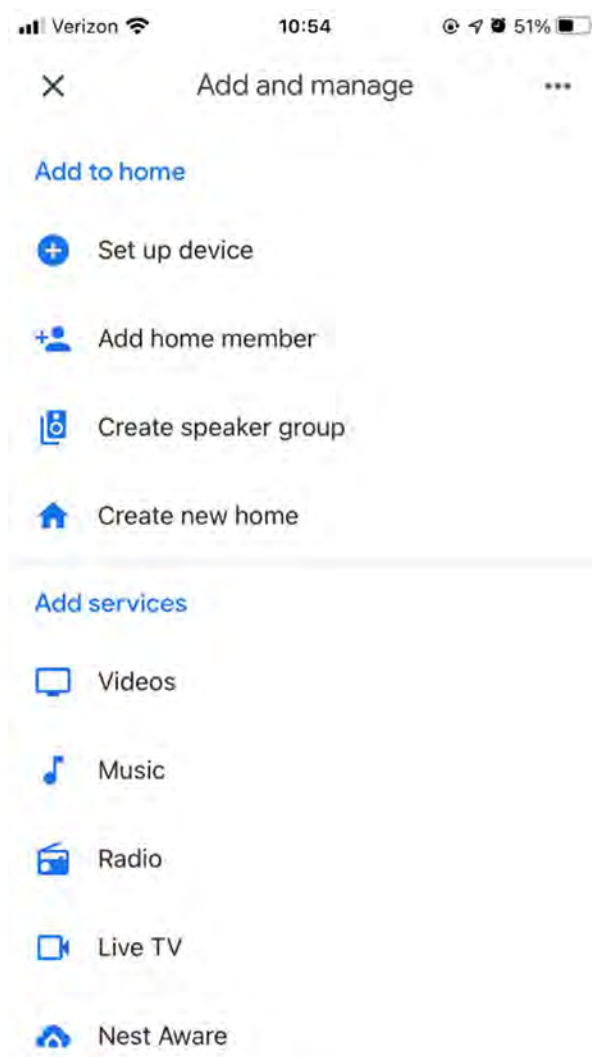 Verizon 10:54 51%
Add and manage
Add to home
Set up device
Add home member
Create speaker group
Create new home
Add services
Videos
Music
Radio
Live TV
Nest Aware